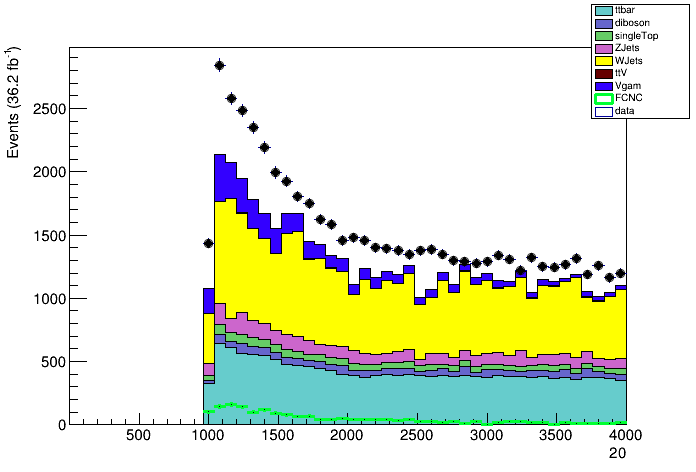 ttbar
diboson
singleTop
ZJets
WJets
ttV
Vgam
FCNC
data
Events (36.2 fb⁻¹)
2500
2000
1500
1000
500
0
500 1000 1500 2000 2500 3000 3500 4000
20